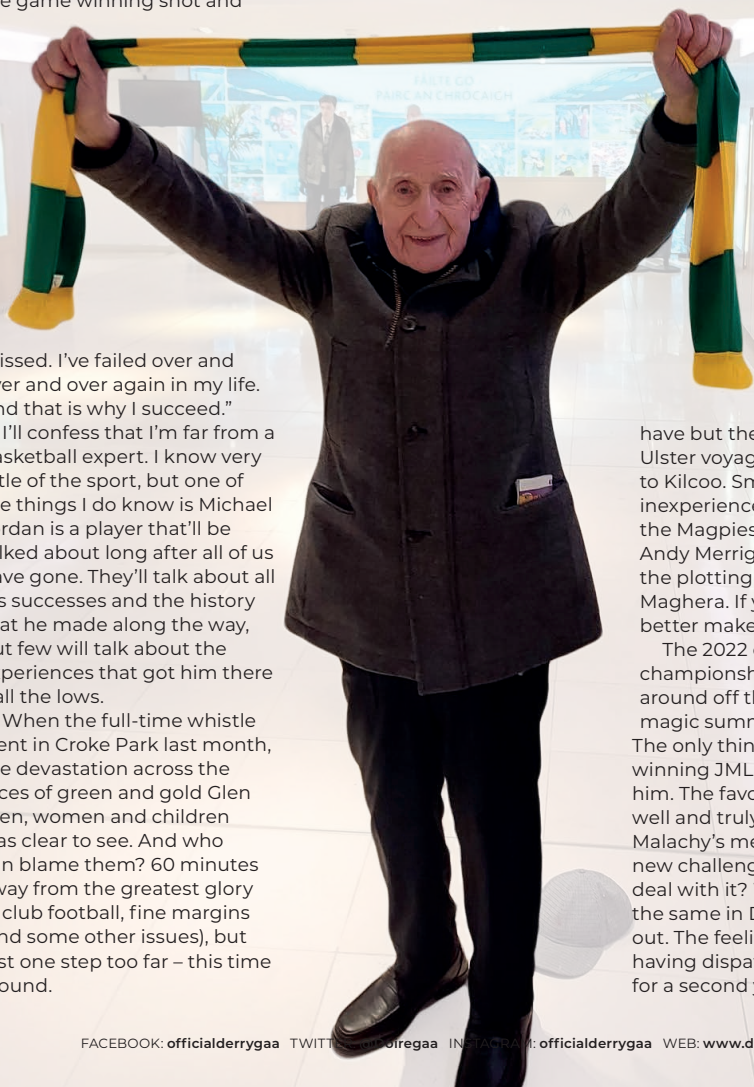 e game winning shot and
FÁILTE GO
PÁIRC AN CHRÓCAIGH
issed. I’ve failed over and
er and over again in my life.
nd that is why I succeed.”
I’ll confess that I’m far from a
asketball expert. I know very
tle of the sport, but one of
e things I do know is Michael
ordan is a player that’ll be
lked about long after all of us
ave gone. They’ll talk about all
s successes and the history
at he made along the way,
ut few will talk about the
periences that got him there
all the lows.
When the full-time whistle
ent in Croke Park last month,
e devastation across the
ces of green and gold Glen
en, women and children
as clear to see. And who
n blame them? 60 minutes
way from the greatest glory
club football, fine margins
nd some other issues), but
st one step too far – this time
ound.
have but the
Ulster voyag
to Kilcoo. Sm
inexperience
the Magpies
Andy Merrig
the plotting
Maghera. If y
better make
The 2022
championsh
around off th
magic summ
The only thin
winning JML
him. The favo
well and truly
Malachy’s me
new challeng
deal with it?
the same in D
out. The feeli
having dispat
for a second y
FACEBOOK: officialderrygaa TWITT oiregaa INSTAGRAM: officialderrygaa WEB: www.d